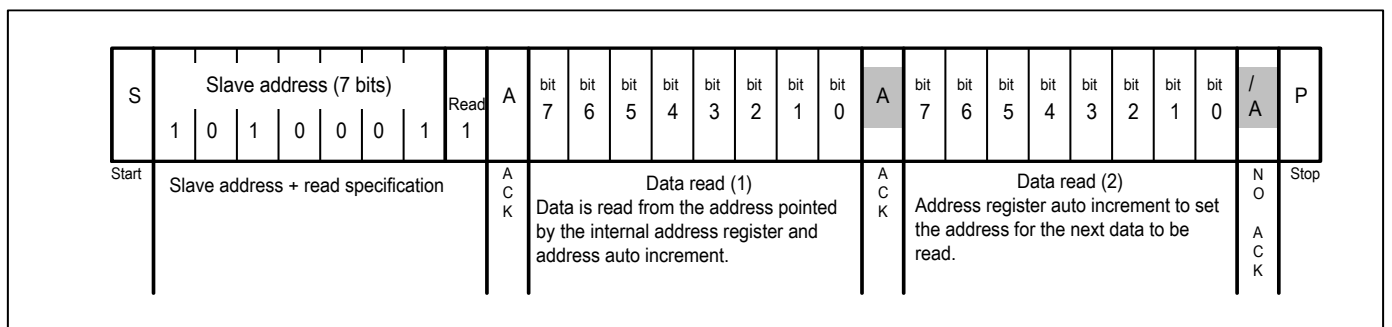 S Slave address (7 bits) Read A bit bit bit bit bit bit bit bit A bit bit bit bit bit bit bit bit / A P
1 0 1 0 0 0 1 1 7 6 5 4 3 2 1 0 7 6 5 4 3 2 1 0
Start
Slave address + read specification
A
C
K
Data read (1)
Data is read from the address pointed
by the internal address register and
address auto increment.
A
C
K
Data read (2)
Address register auto increment to set
the address for the next data to be
read.
N
O
A
C
K
Stop